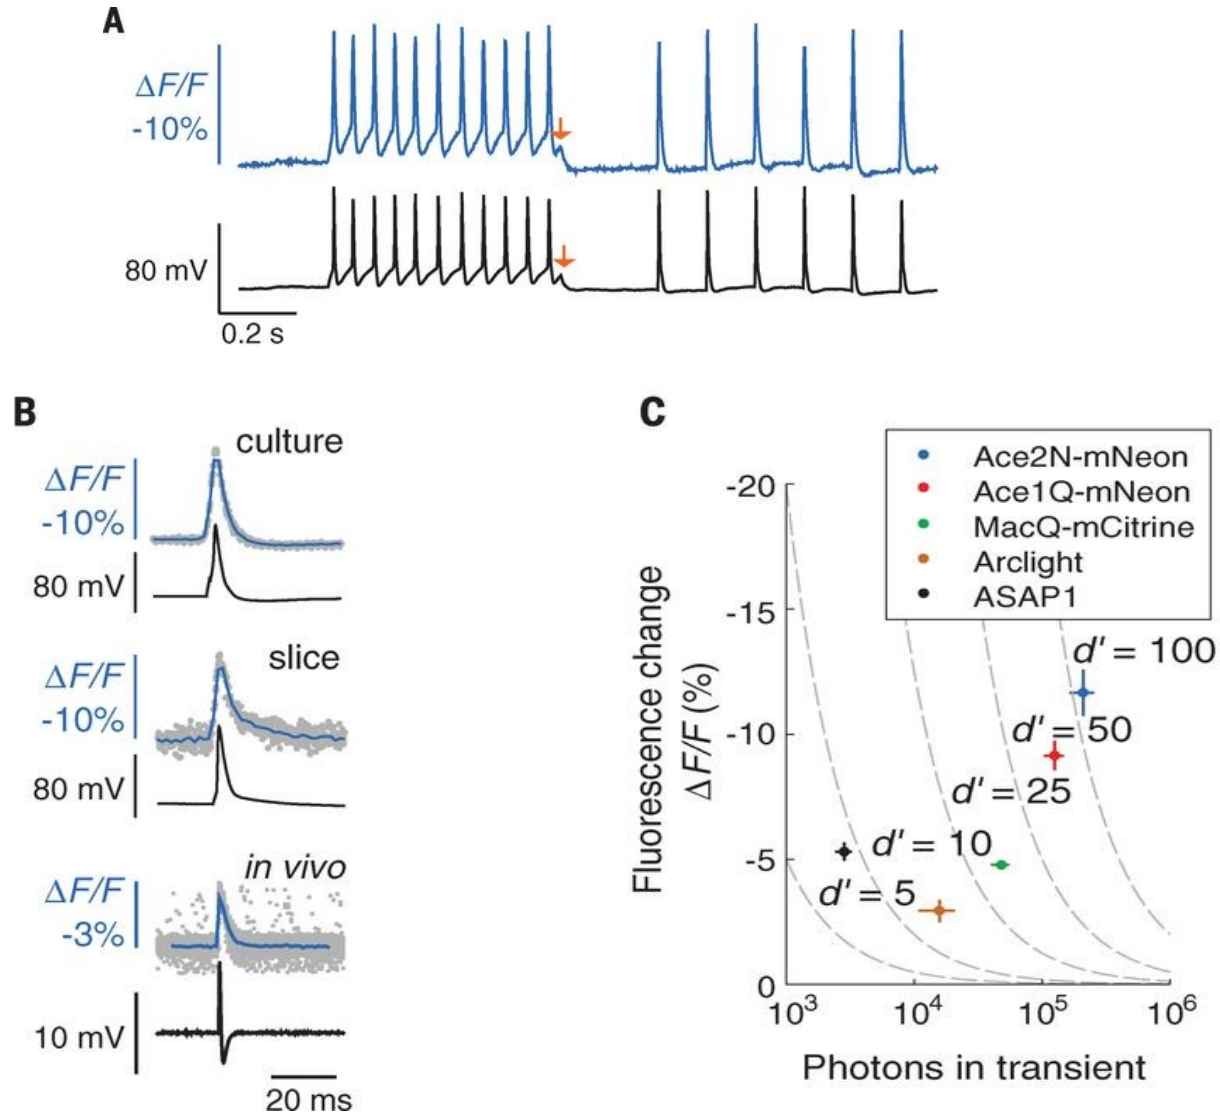 A
ΔF/F
-10%
80 mV
0.2 s
B
culture
ΔF/F
-10%
80 mV
slice
ΔF/F
-10%
80 mV
in vivo
ΔF/F
-3%
10 mV
20 ms
C
Ace2N-mNeon
Ace1Q-mNeon
MacQ-mCitrine
Arclight
ASAP1
Fluorescence change
ΔF/F (%)
-20
-15
-10
-5
0
d' = 100
d' = 50
d' = 25
d' = 10
d' = 5
10³ 10⁴ 10⁵ 10⁶
Photons in transient